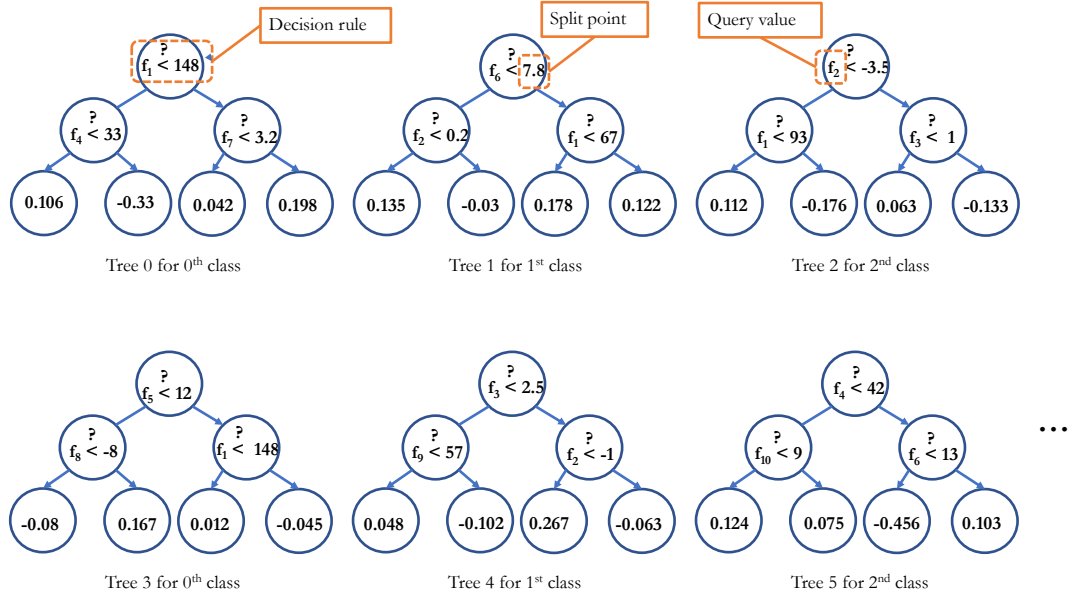 Decision rule
Split point
Query value
?
f₁ < 148
?
f₆ < 7.8
?
f₂ < -3.5
?
f₄ < 33
?
f₇ < 3.2
?
f₂ < 0.2
?
f₁ < 67
?
f₁ < 93
?
f₃ < 1
0.106
-0.33
0.042
0.198
0.135
-0.03
0.178
0.122
0.112
-0.176
0.063
-0.133
Tree 0 for 0th class
Tree 1 for 1st class
Tree 2 for 2nd class
?
f₅ < 12
?
f₃ < 2.5
?
f₄ < 42
?
f₈ < -8
?
f₁ < 148
?
f₉ < 57
?
f₂ < -1
?
f₁₀ < 9
?
f₆ < 13
...
-0.08
0.167
0.012
-0.045
0.048
-0.102
0.267
-0.063
0.124
0.075
-0.456
0.103
Tree 3 for 0th class
Tree 4 for 1st class
Tree 5 for 2nd class